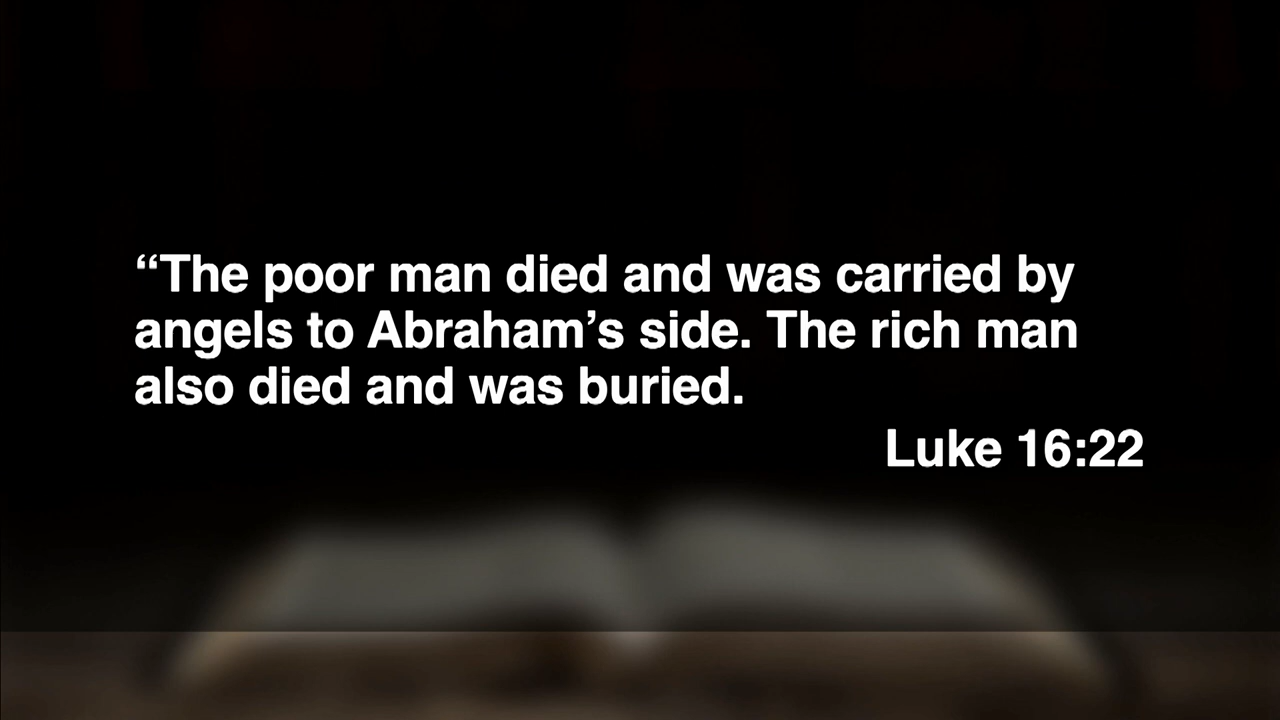 “The poor man died and was carried by
angels to Abraham’s side. The rich man
also died and was buried.
Luke 16:22